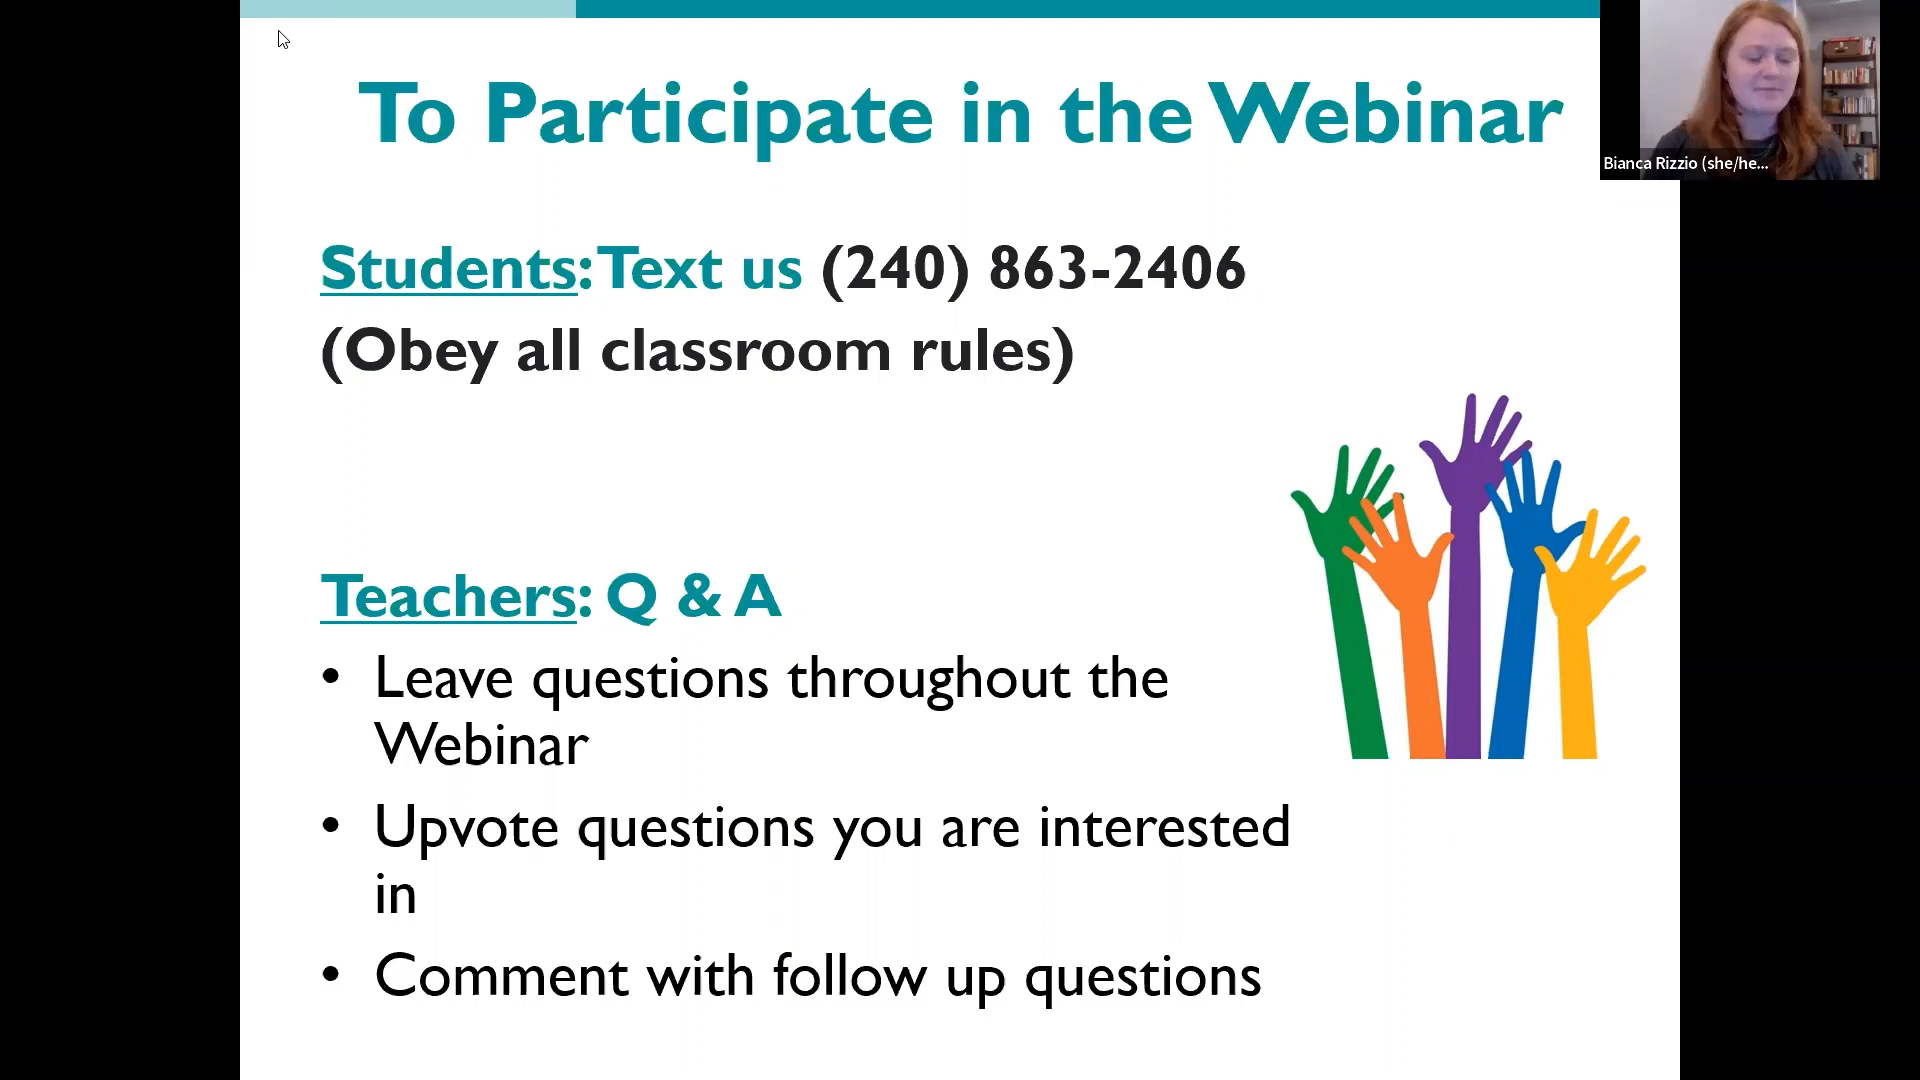 To Participate in the Webinar
Bianca Rizzio (she/he...
Students: Text us (240) 863-2406
(Obey all classroom rules)
Teachers: Q & A
• Leave questions throughout the
Webinar
• Upvote questions you are interested
in
• Comment with follow up questions